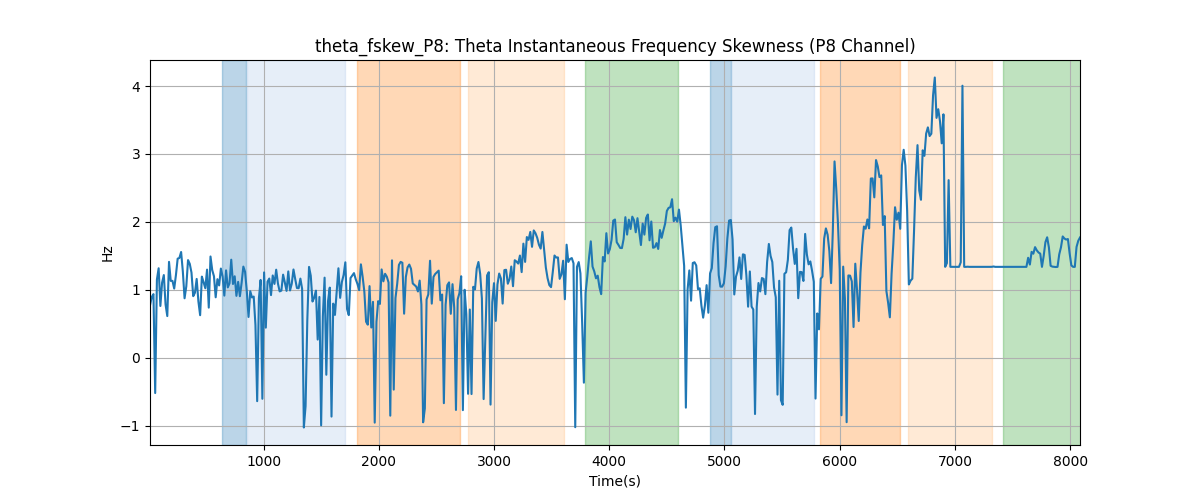 theta_fskew_P8: Theta Instantaneous Frequency Skewness (P8 Channel)
4
3
2
1
0
−1
Hz
1000 2000 3000 4000 5000 6000 7000 8000
Time(s)